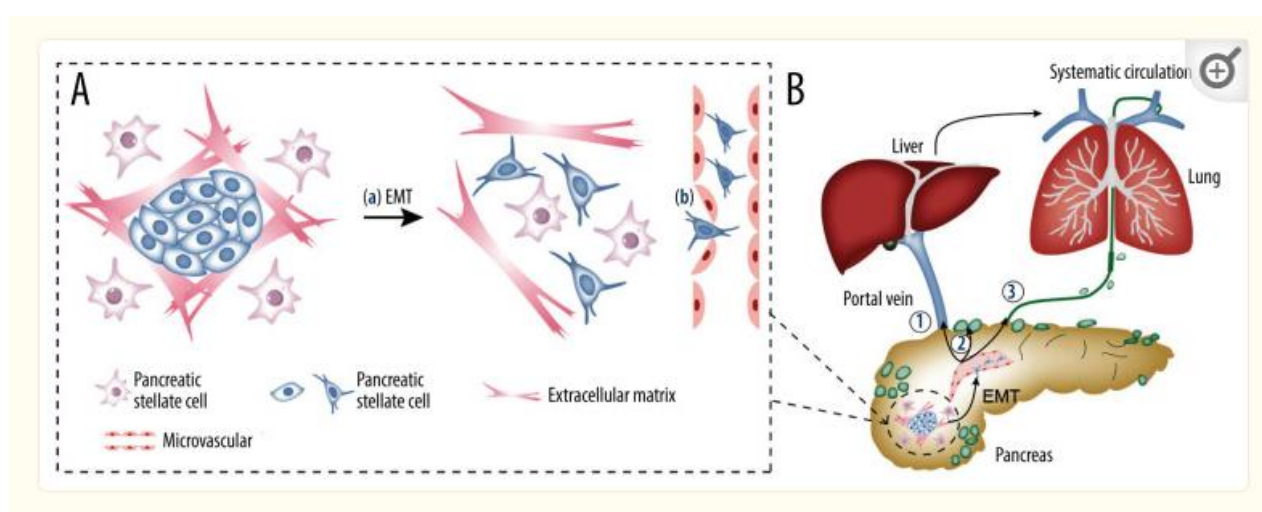 A
(a) EMT
(b)
Pancreatic
stellate cell
Pancreatic
stellate cell
Extracellular matrix
Microvascular
B
Systematic circulation
Liver
Lung
Portal vein
1
2
3
EMT
Pancreas